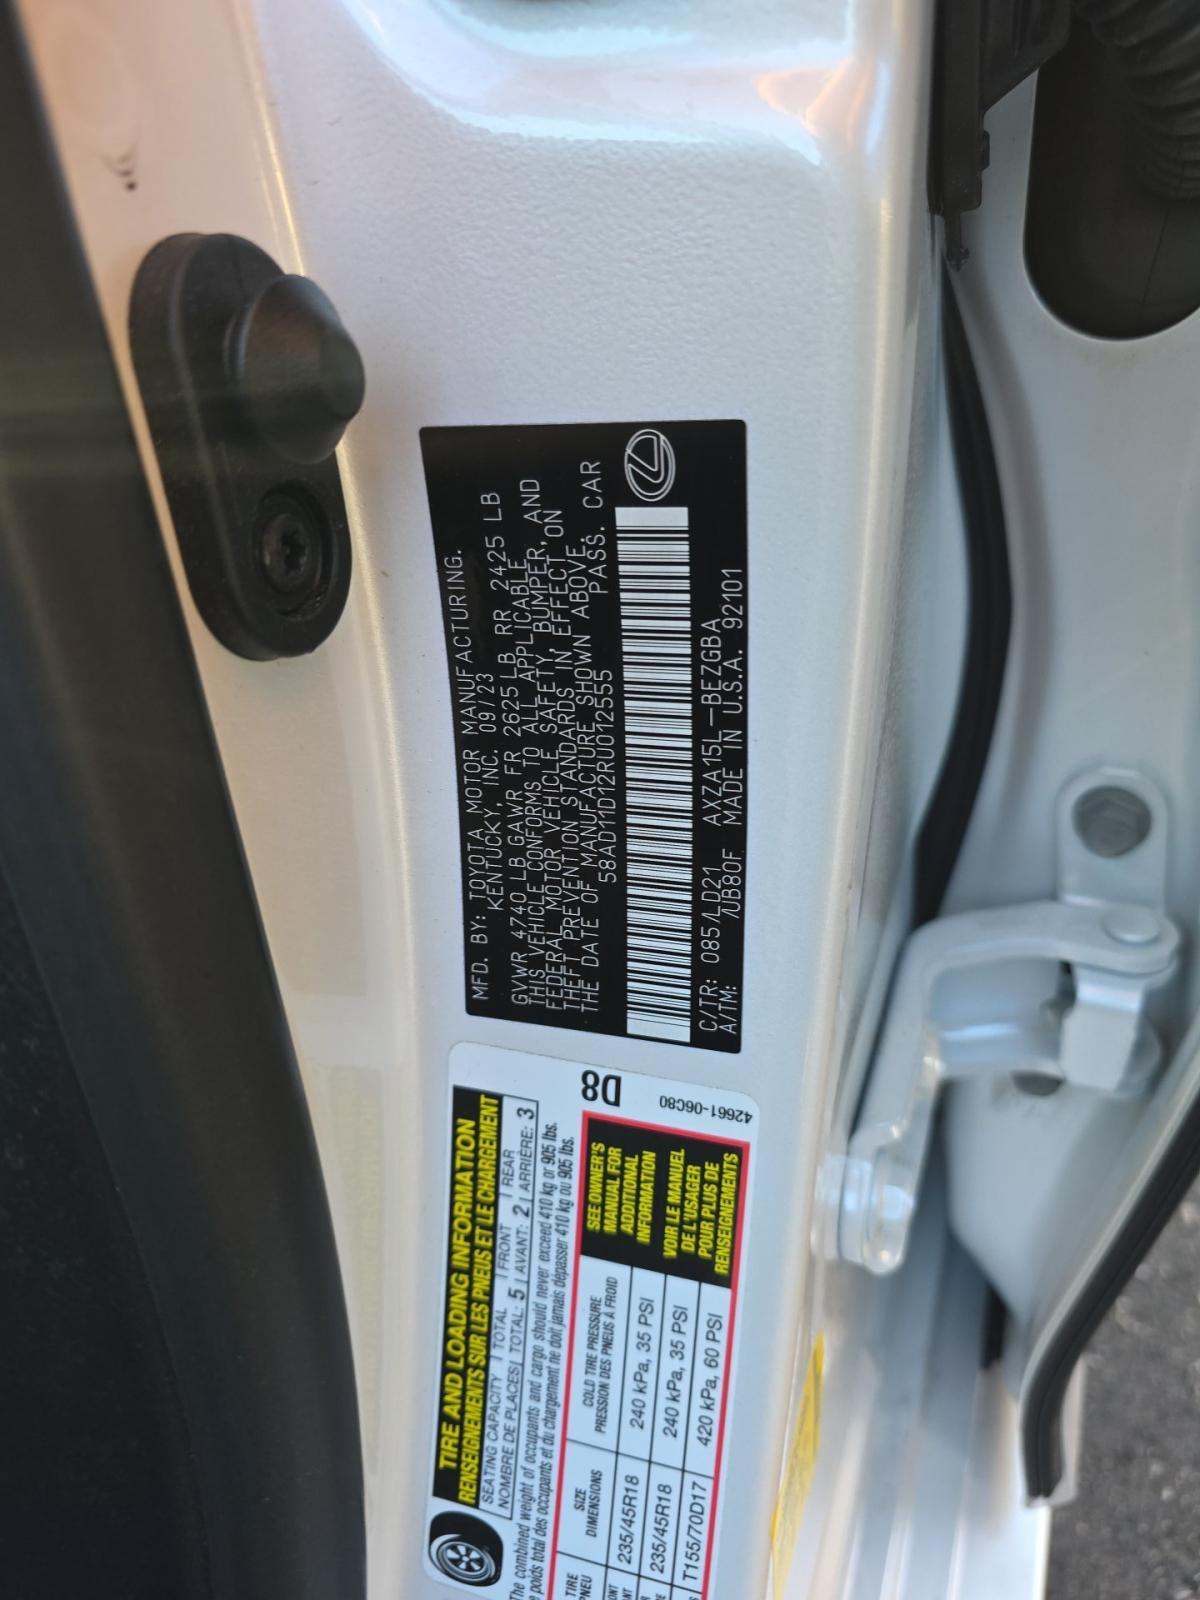 MFD. BY: TOYOTA MOTOR MANUFACTURING.
KENTUCKY, INC. 09/23
GVWR 4740 LB GAWR FR 2625 LB RR 2425 LB
THIS VEHICLE CONFORMS TO ALL APPLICABLE
FEDERAL MOTOR VEHICLE SAFETY, BUMPER, AND
THEFT PREVENTION STANDARDS IN EFFECT ON
THE DATE OF MANUFACTURE SHOWN ABOVE.
58AD11D12RU012555 PASS. CAR
C/TR: 085/LD21 AXZA15L-BEZGBA
A/TM: /UB80F MADE IN U.S.A. 92101
TIRE AND LOADING INFORMATION
RENSEIGNEMENTS SUR LES PNEUS ET LE CHARGEMENT
SEATING CAPACITY | TOTAL | FRONT | REAR
NOMBRE DE PLACES | TOTAL: 5 | AVANT: 2 | ARRIÈRE: 3
The combined weight of occupants and cargo should never exceed 410 kg or 905 lbs.
poids total des occupants et du chargement ne doit jamais dépasser 410 kg ou 905 lbs.
TIRE SIZE COLD TIRE PRESSURE
PNEU DIMENSIONS PRESSION DES PNEUS À FROID
235/45R18 240 kPa, 35 PSI
235/45R18 240 kPa, 35 PSI
T155/70D17 420 kPa, 60 PSI
SEE OWNER'S
MANUAL FOR
ADDITIONAL
INFORMATION
VOIR LE MANUEL
DE L'USAGER
POUR PLUS DE
RENSEIGNEMENTS
D8
42661-06C80